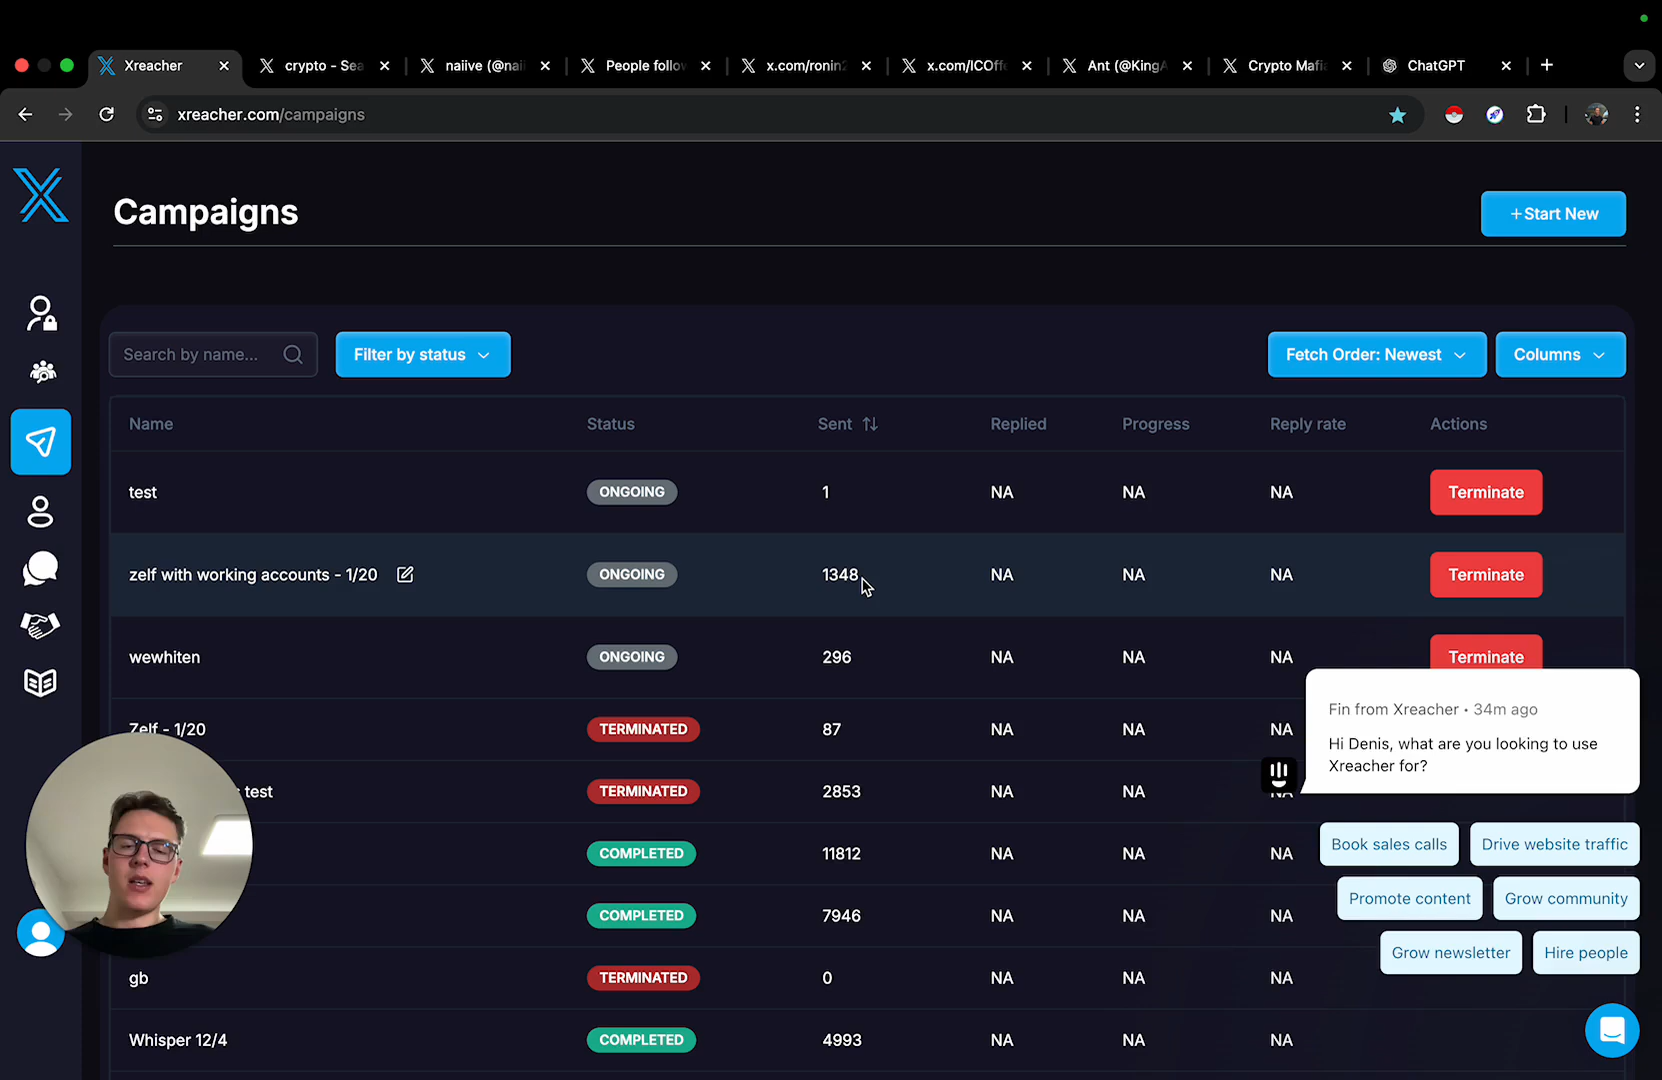 Xreacher
crypto - Sea
naiive (@nai
People follo
x.com/ronin
x.com/ICOff
Ant (@King
Crypto Mafi
ChatGPT
xreacher.com/campaigns
Campaigns
+ Start New
Search by name...
Filter by status
Fetch Order: Newest
Columns
Name Status Sent Replied Progress Reply rate Actions
test ONGOING 1 NA NA NA Terminate
zelf with working accounts - 1/20 ONGOING 1348 NA NA NA Terminate
wewhiten ONGOING 296 NA NA NA Terminate
Zelf - 1/20 TERMINATED 87 NA NA NA
test TERMINATED 2853 NA NA NA
COMPLETED 11812 NA NA NA
COMPLETED 7946 NA NA NA
gb TERMINATED 0 NA NA NA
Whisper 12/4 COMPLETED 4993 NA NA NA
Fin from Xreacher • 34m ago
Hi Denis, what are you looking to use
Xreacher for?
Book sales calls
Drive website traffic
Promote content
Grow community
Grow newsletter
Hire people